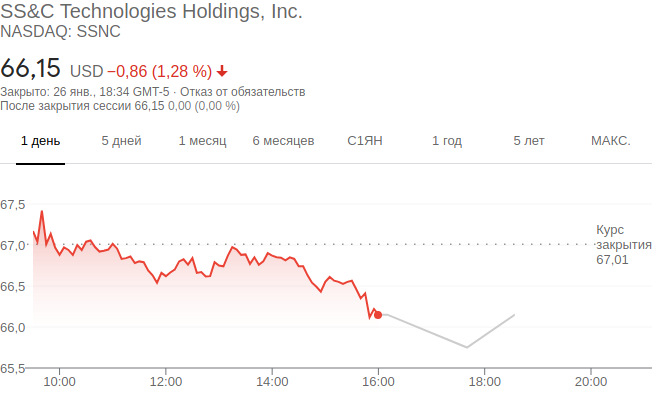 SS&C Technologies Holdings, Inc.
NASDAQ: SSNC
66,15 USD −0,86 (1,28 %)
Закрыто: 26 янв., 18:34 GMT-5 · Отказ от обязательств
После закрытия сессии 66,15 0,00 (0,00 %)
1 день 5 дней 1 месяц 6 месяцев С1ЯН 1 год 5 лет МАКС.
67,5
Курс
67,0 закрытия
67,01
66,5
66,0
65,5
10:00 12:00 14:00 16:00 18:00 20:00